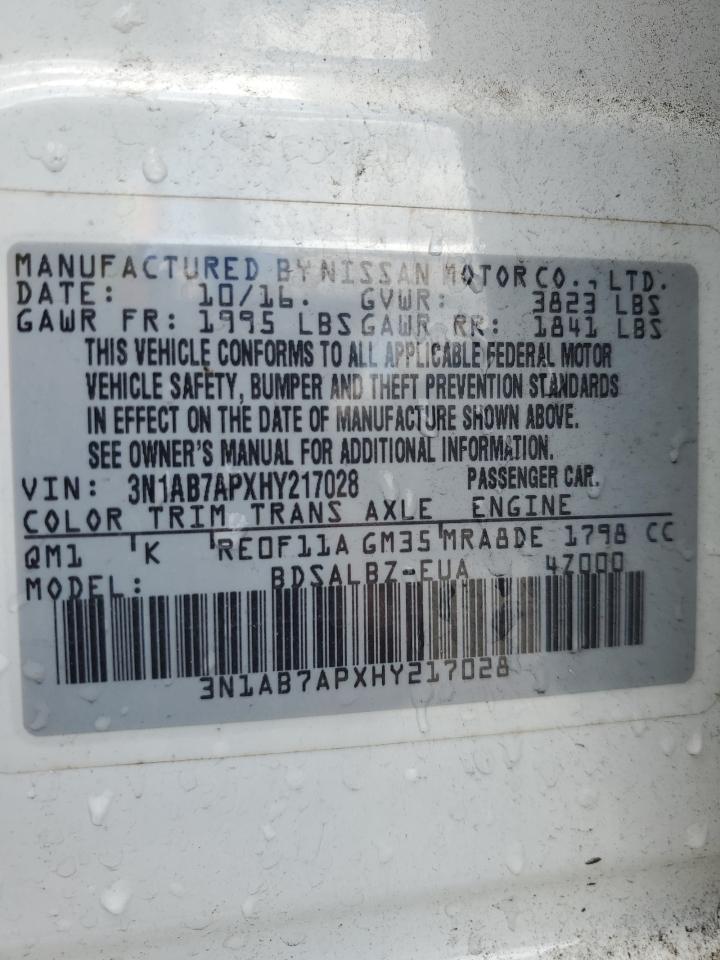 MANUFACTURED BY NISSAN MOTOR CO., LTD.
DATE: 10/16. GVWR: 3823 LBS
GAWR FR: 1995 LBS GAWR RR: 1841 LBS
THIS VEHICLE CONFORMS TO ALL APPLICABLE FEDERAL MOTOR
VEHICLE SAFETY, BUMPER AND THEFT PREVENTION STANDARDS
IN EFFECT ON THE DATE OF MANUFACTURE SHOWN ABOVE.
SEE OWNER'S MANUAL FOR ADDITIONAL INFORMATION.
VIN: 3N1AB7APXHY217028 PASSENGER CAR.
COLOR TRIM TRANS AXLE ENGINE
QM1 K RE0F11A GM35 MRA8DE 1798 CC
MODEL: BDSALBZ-EUA 4Z000
3N1AB7APXHY217028